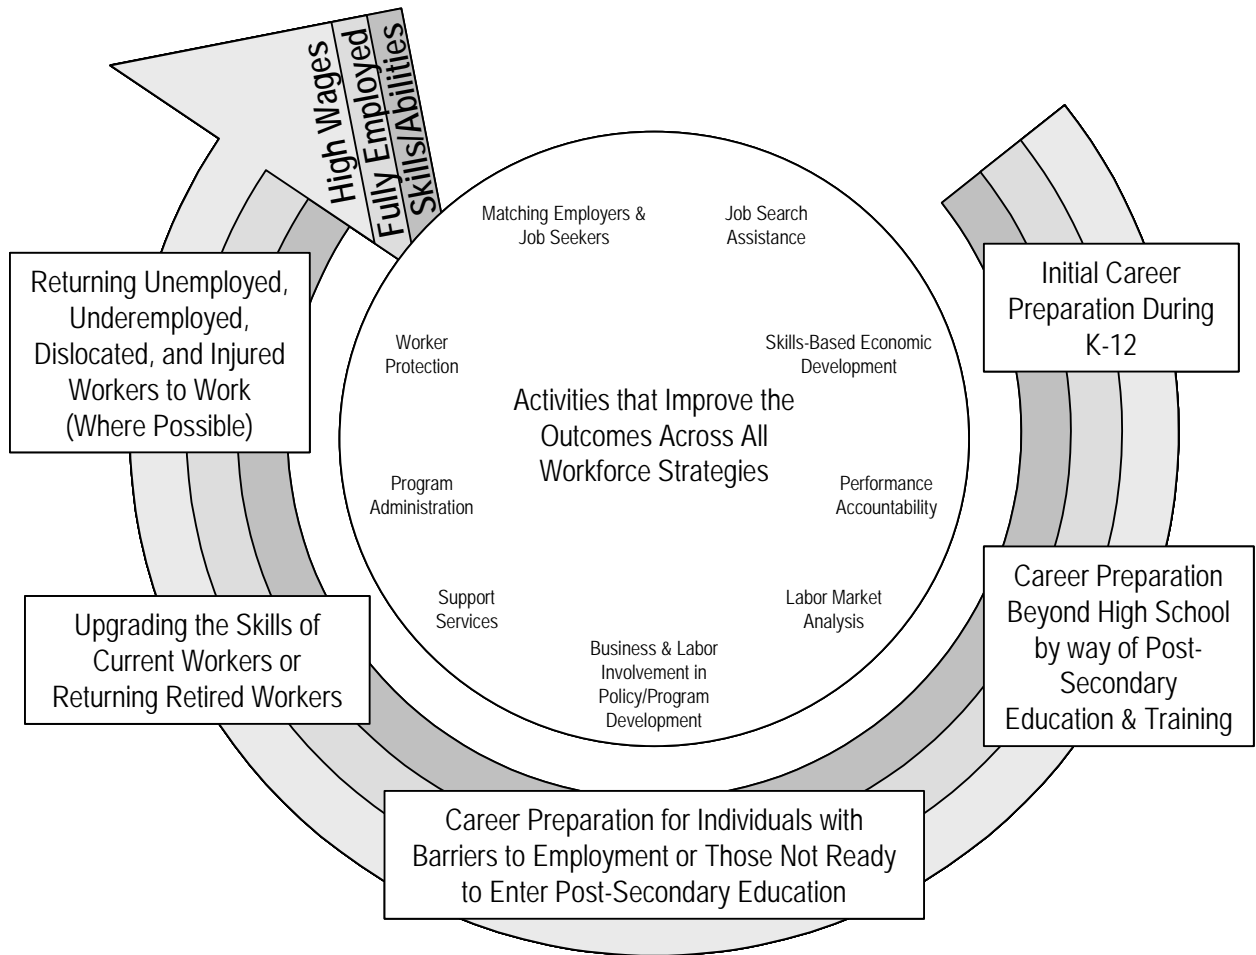 High Wages
Fully Employed
Skills/Abilities
Matching Employers &
Job Seekers
Job Search
Assistance
Returning Unemployed,
Underemployed,
Dislocated, and Injured
Workers to Work
(Where Possible)
Initial Career
Preparation During
K-12
Worker
Protection
Skills-Based Economic
Development
Activities that Improve the
Outcomes Across All
Workforce Strategies
Program
Administration
Performance
Accountability
Career Preparation
Beyond High School
by way of Post-
Secondary
Education & Training
Upgrading the Skills of
Current Workers or
Returning Retired Workers
Support
Services
Labor Market
Analysis
Business & Labor
Involvement in
Policy/Program
Development
Career Preparation for Individuals with
Barriers to Employment or Those Not Ready
to Enter Post-Secondary Education